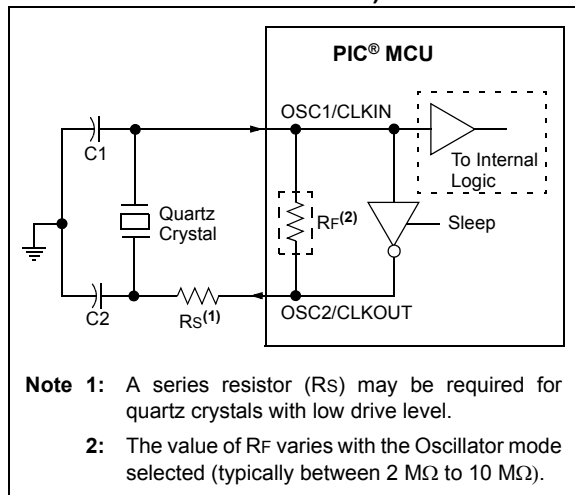 PIC® MCU
OSC1/CLKIN
C1
To Internal
Logic
Quartz
Crystal
RF(2)
Sleep
C2
RS(1)
OSC2/CLKOUT
Note 1: A series resistor (RS) may be required for
quartz crystals with low drive level.
2: The value of RF varies with the Oscillator mode
selected (typically between 2 MΩ to 10 MΩ).